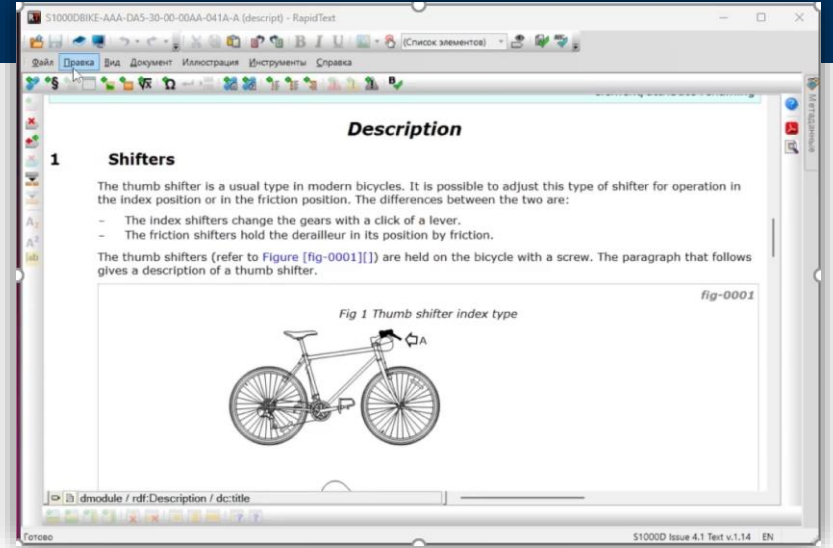 S1000DBIKE-AAA-DA5-30-00-00AA-041A-A (descript) - RapidText
B I U (Список элементов)
Файл Правка Вид Документ Иллюстрация Инструменты Справка
Метаданные
Description
1 Shifters
The thumb shifter is a usual type in modern bicycles. It is possible to adjust this type of shifter for operation in
the index position or in the friction position. The differences between the two are:
– The index shifters change the gears with a click of a lever.
– The friction shifters hold the derailleur in its position by friction.
The thumb shifters (refer to Figure [fig-0001][]) are held on the bicycle with a screw. The paragraph that follows
gives a description of a thumb shifter.
fig-0001
Fig 1 Thumb shifter index type
A
dmodule / rdf:Description / dc:title
Готово S1000D Issue 4.1 Text v.1.14 EN